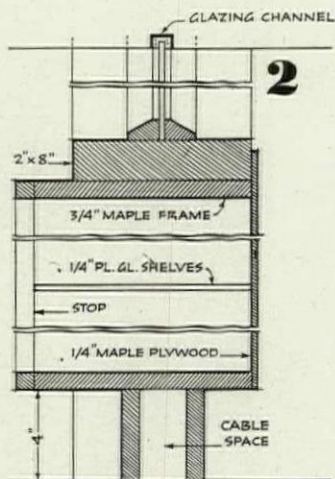 GLAZING CHANNEL
2
2"x 8"
3/4" MAPLE FRAME
1/4" PL. GL. SHELVES
STOP
1/4" MAPLE PLYWOOD
4"
CABLE
SPACE